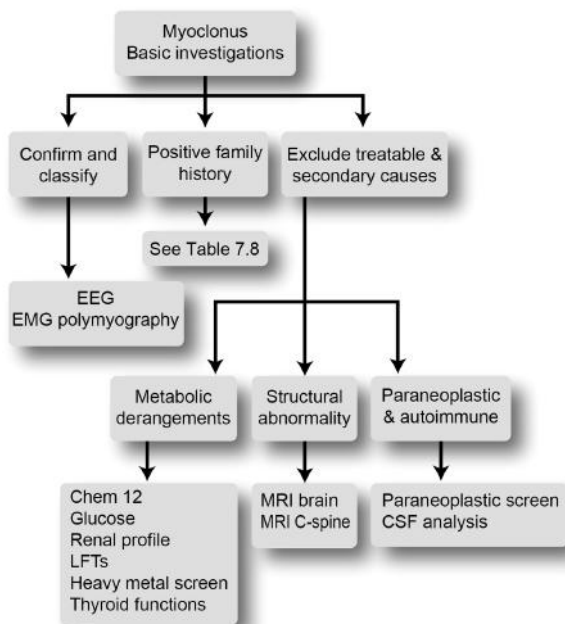 Myoclonus
Basic investigations
Confirm and
classify
Positive family
history
Exclude treatable &
secondary causes
See Table 7.8
EEG
EMG polymyography
Metabolic
derangements
Structural
abnormality
Paraneoplastic
& autoimmune
Chem 12
Glucose
Renal profile
LFTs
Heavy metal screen
Thyroid functions
MRI brain
MRI C-spine
Paraneoplastic screen
CSF analysis